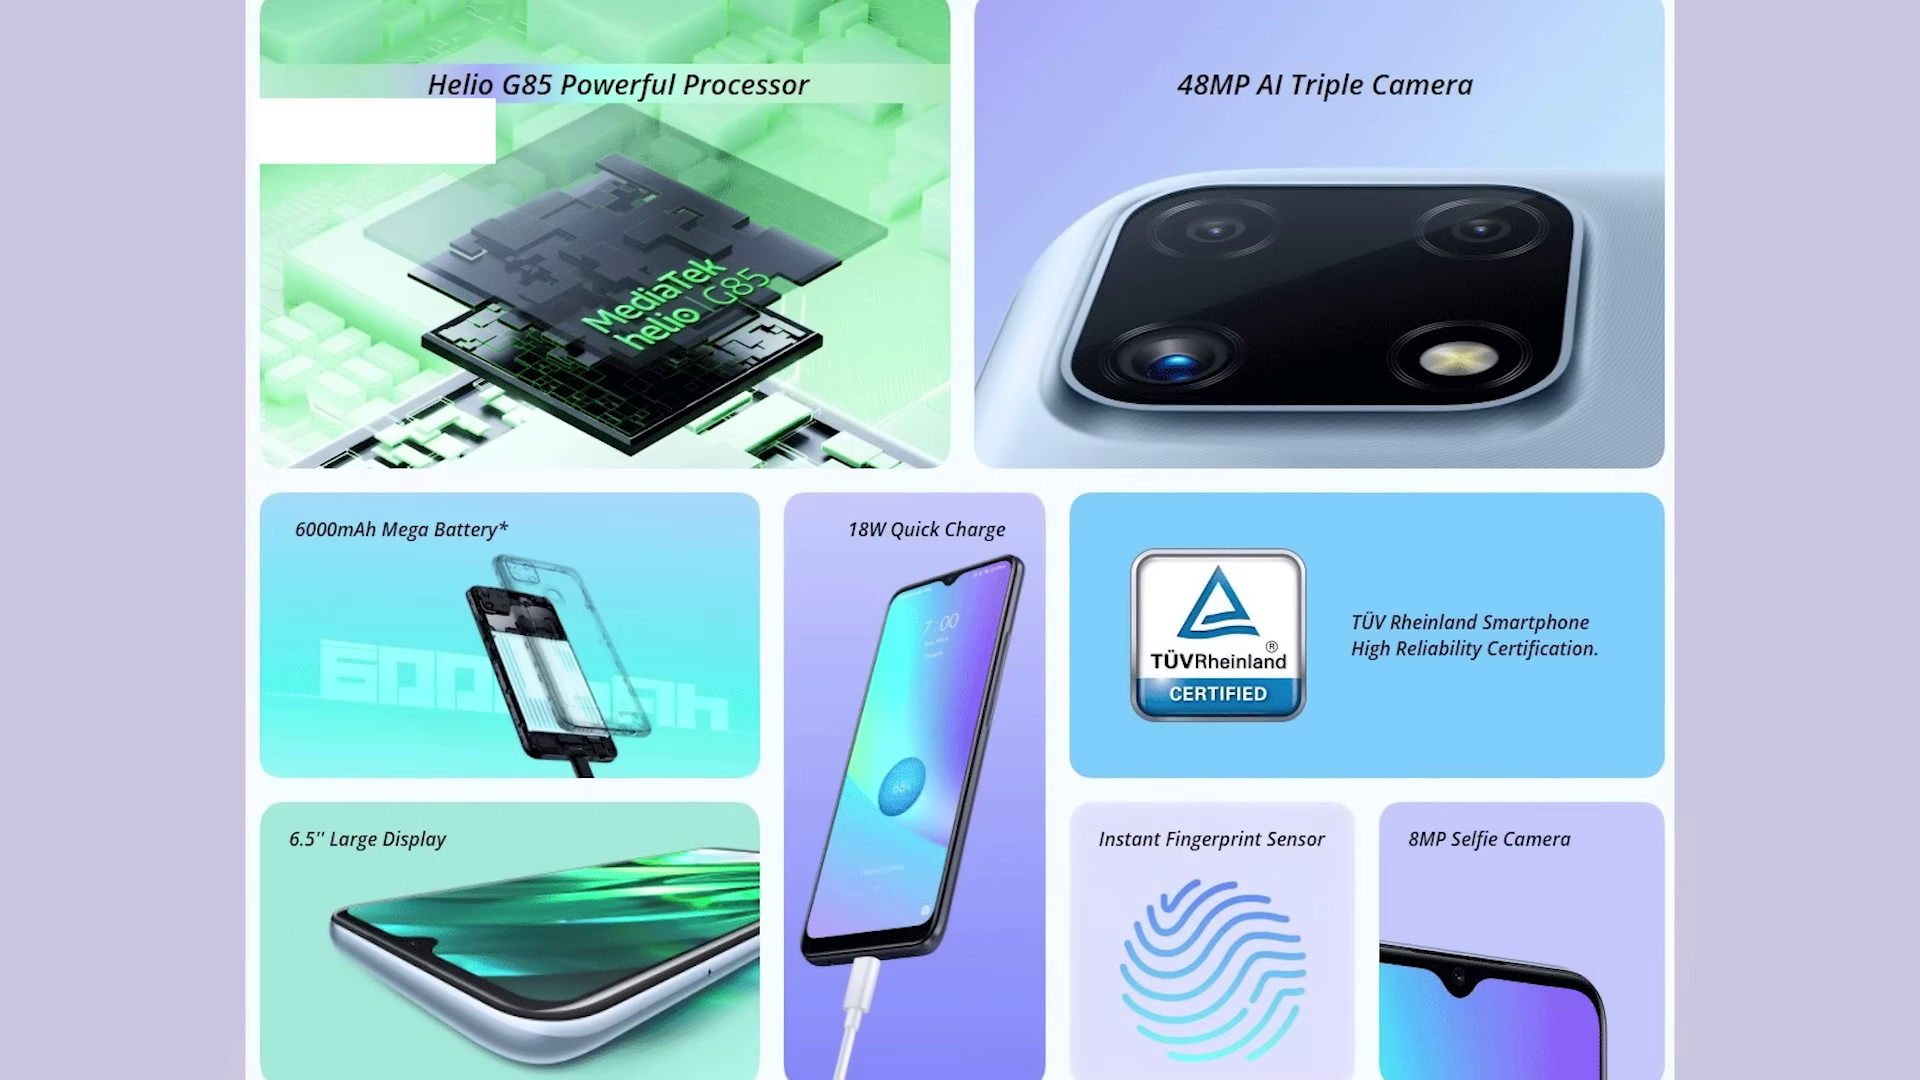 Helio G85 Powerful Processor
MediaTek
helio G85
48MP AI Triple Camera
6000mAh Mega Battery*
18W Quick Charge
7:00
68%
TÜVRheinland®
CERTIFIED
TÜV Rheinland Smartphone
High Reliability Certification.
6.5'' Large Display
Instant Fingerprint Sensor
8MP Selfie Camera